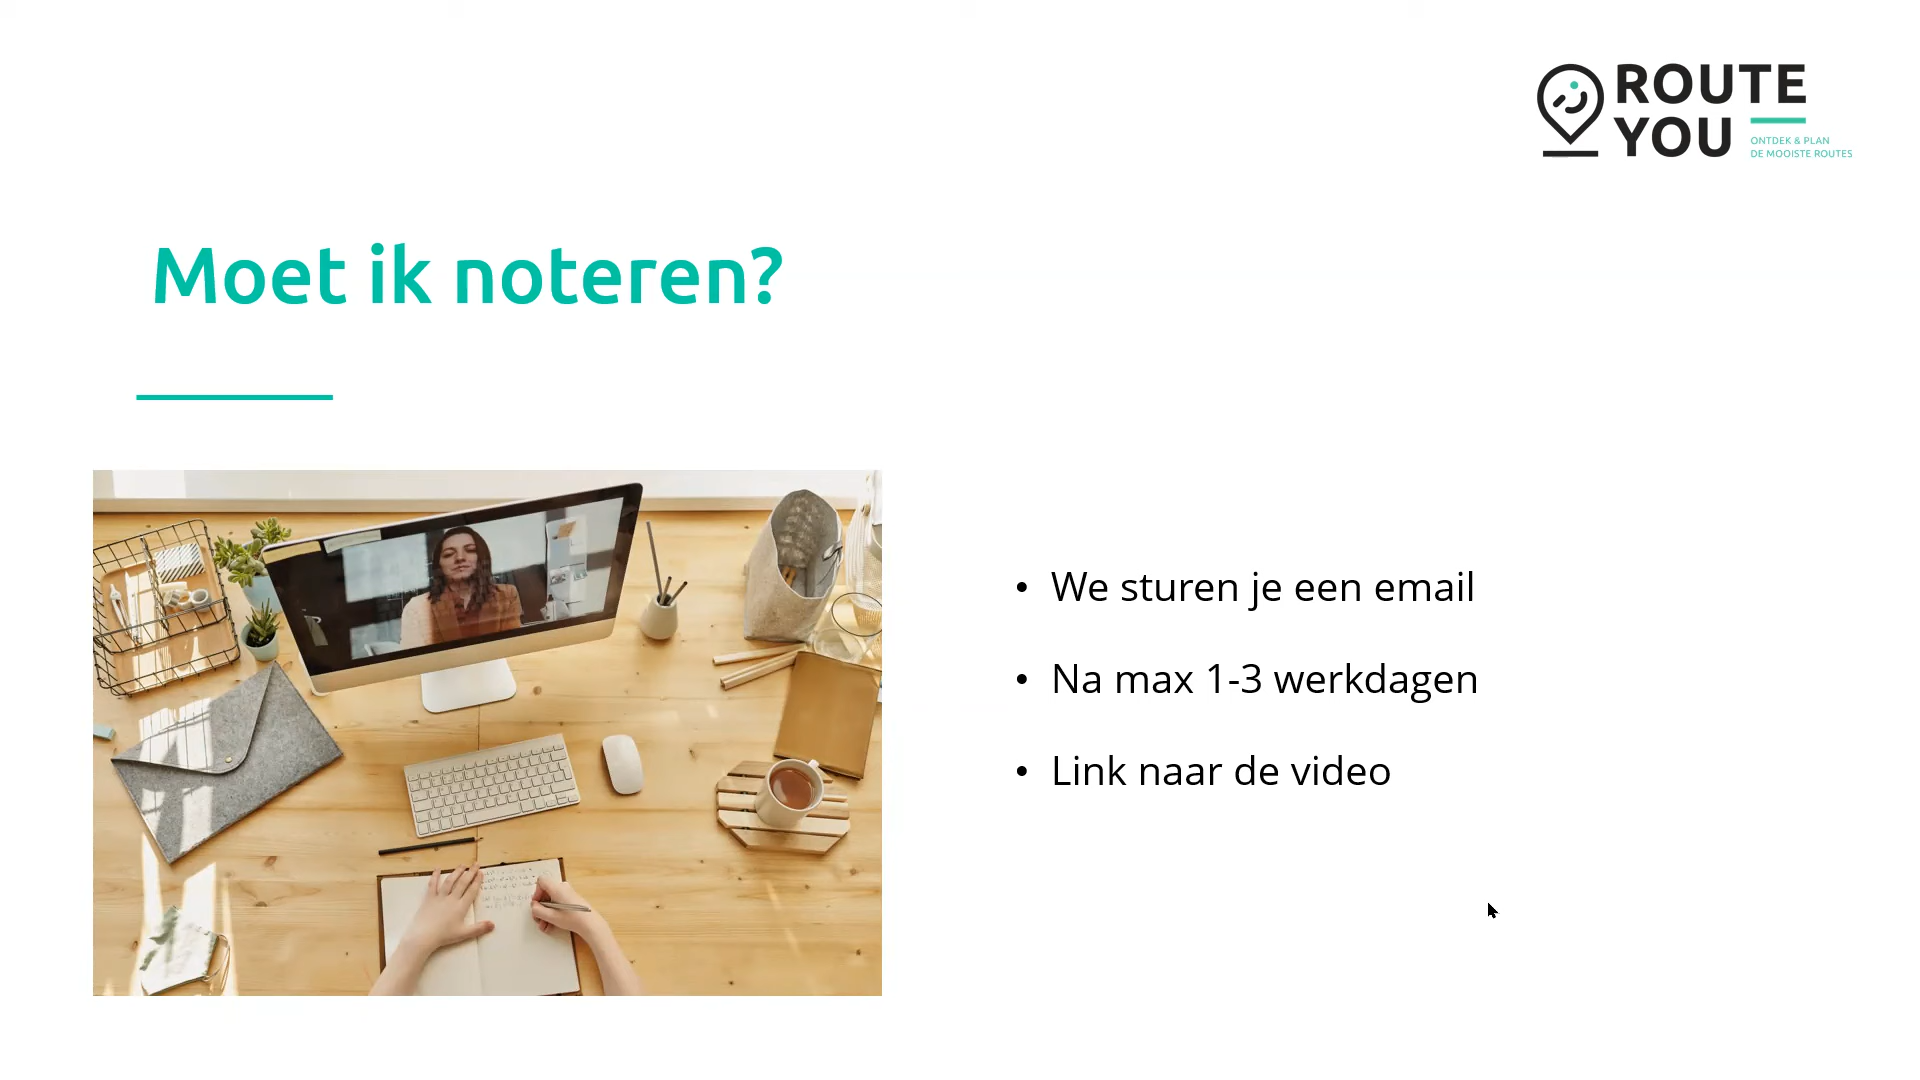 ROUTE
YOU
ONTDEK & PLAN
DE MOOISTE ROUTES
Moet ik noteren?
• We sturen je een email
• Na max 1-3 werkdagen
• Link naar de video